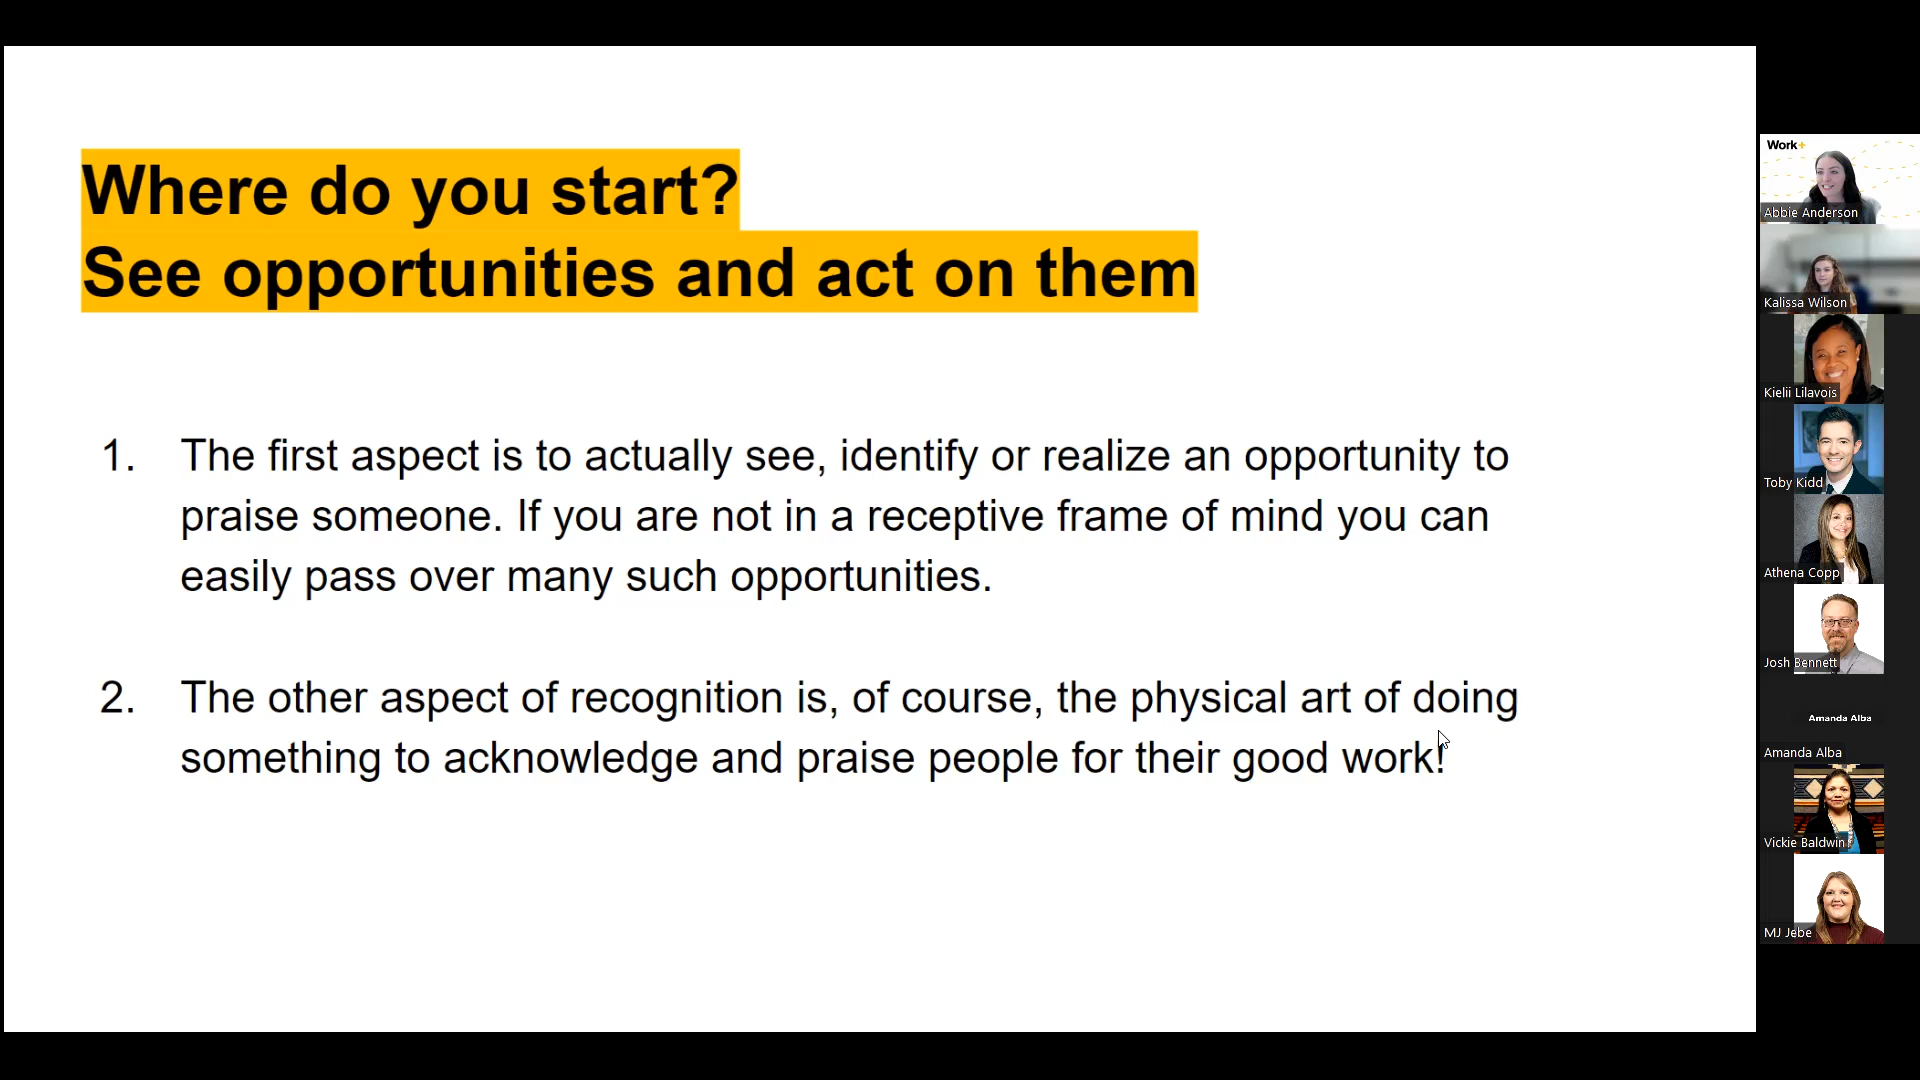 Where do you start?
See opportunities and act on them
1. The first aspect is to actually see, identify or realize an opportunity to
praise someone. If you are not in a receptive frame of mind you can
easily pass over many such opportunities.
2. The other aspect of recognition is, of course, the physical art of doing
something to acknowledge and praise people for their good work!
Work+
Abbie Anderson
Kalissa Wilson
Kielii Lilavois
Toby Kidd
Athena Copp
Josh Bennett
Amanda Alba
Amanda Alba
Vickie Baldwin
MJ Jebe